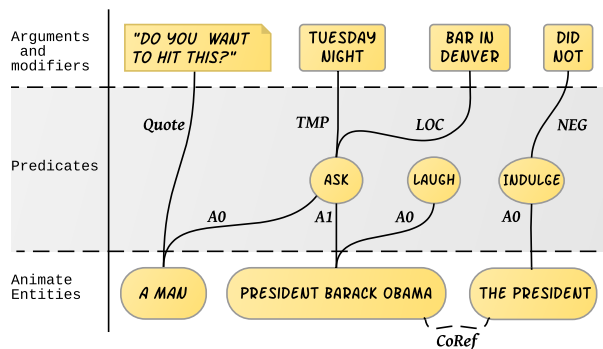 Arguments
and
modifiers
"DO YOU WANT
TO HIT THIS?"
TUESDAY
NIGHT
BAR IN
DENVER
DID
NOT
Quote
TMP
LOC
NEG
Predicates
ASK
LAUGH
INDULGE
A0
A1
A0
A0
Animate
Entities
A MAN
PRESIDENT BARACK OBAMA
THE PRESIDENT
CoRef